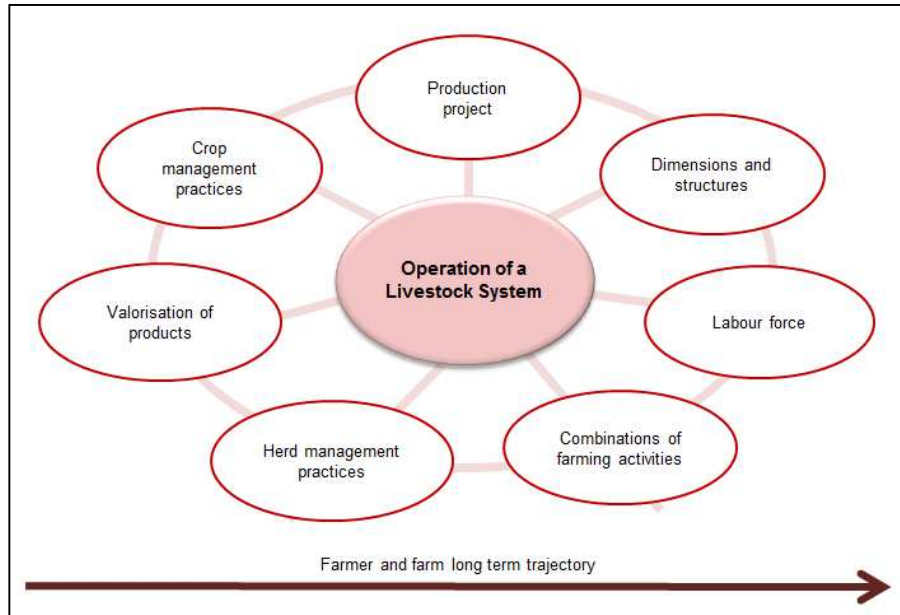 Production
project
Crop
management
practices
Dimensions and
structures
Operation of a
Livestock System
Valorisation of
products
Labour force
Herd management
practices
Combinations of
farming activities
Farmer and farm long term trajectory